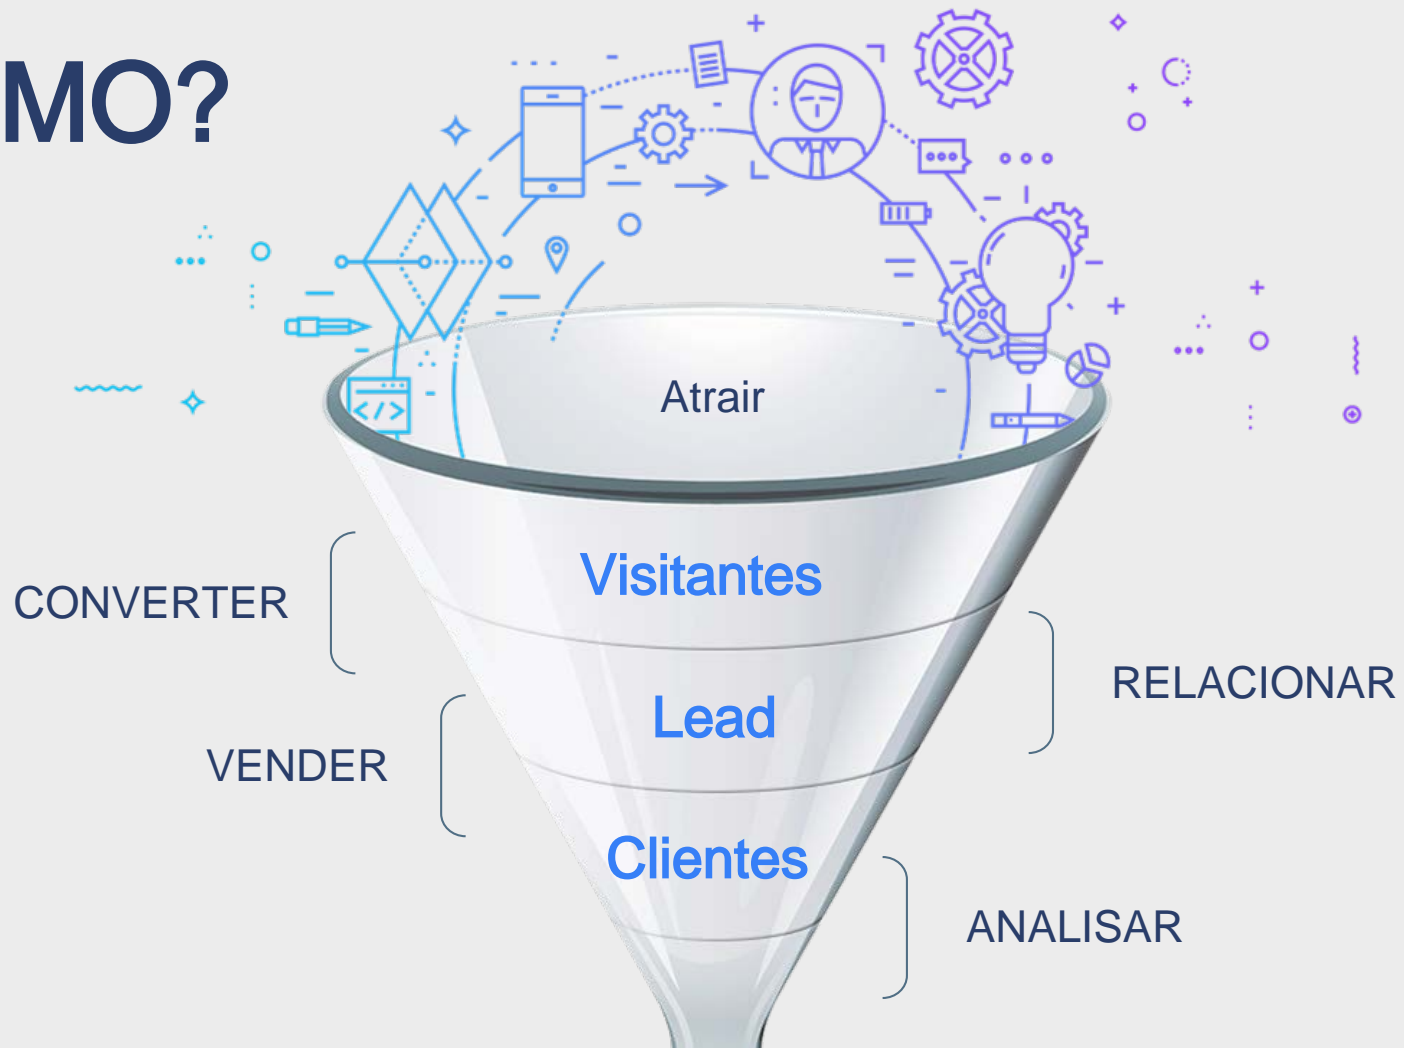 MO?
Atrair
Visitantes
CONVERTER
RELACIONAR
Lead
VENDER
Clientes
ANALISAR